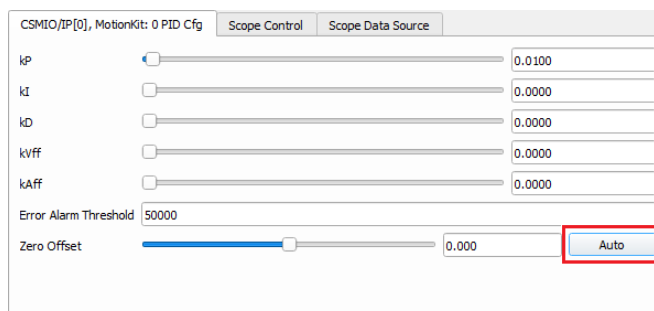 CSMIO/IP[0], MotionKit: 0 PID Cfg Scope Control Scope Data Source
kP 0.0100
kI 0.0000
kD 0.0000
kVff 0.0000
kAff 0.0000
Error Alarm Threshold 50000
Zero Offset 0.000 Auto